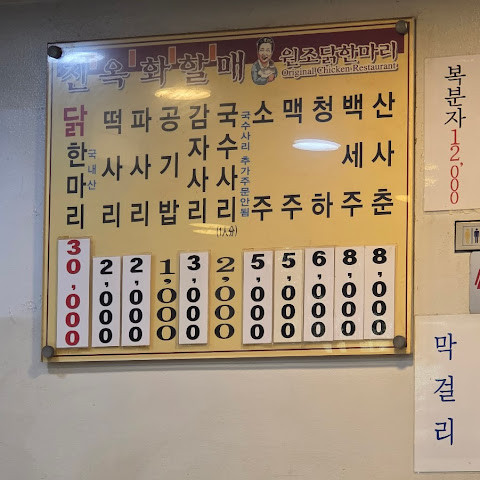 진옥화할매
원조닭한마리
Original Chicken Restaurant
닭한마리
국내산
30,000
떡사리
2,000
파사리
2,000
공기밥
1,000
감자사리
3,000
국수사리
(1人分)
2,000
국수사리 추가주문안됨
소주
5,000
맥주
5,000
청하
6,000
백세주
8,000
산사춘
8,000
복분자
12,000
막걸리